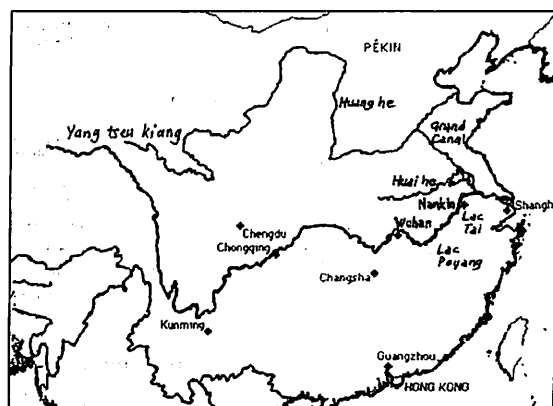 PÉKIN
Huang he
Yang tseu kiang
Grand
Canal
Huai he
Nankin
Shangh
Wuhan
Lac
Tai
Chengdu
Chongqing
Lac
Poyang
Changsha
Kunming
Guangzhou
HONG KONG